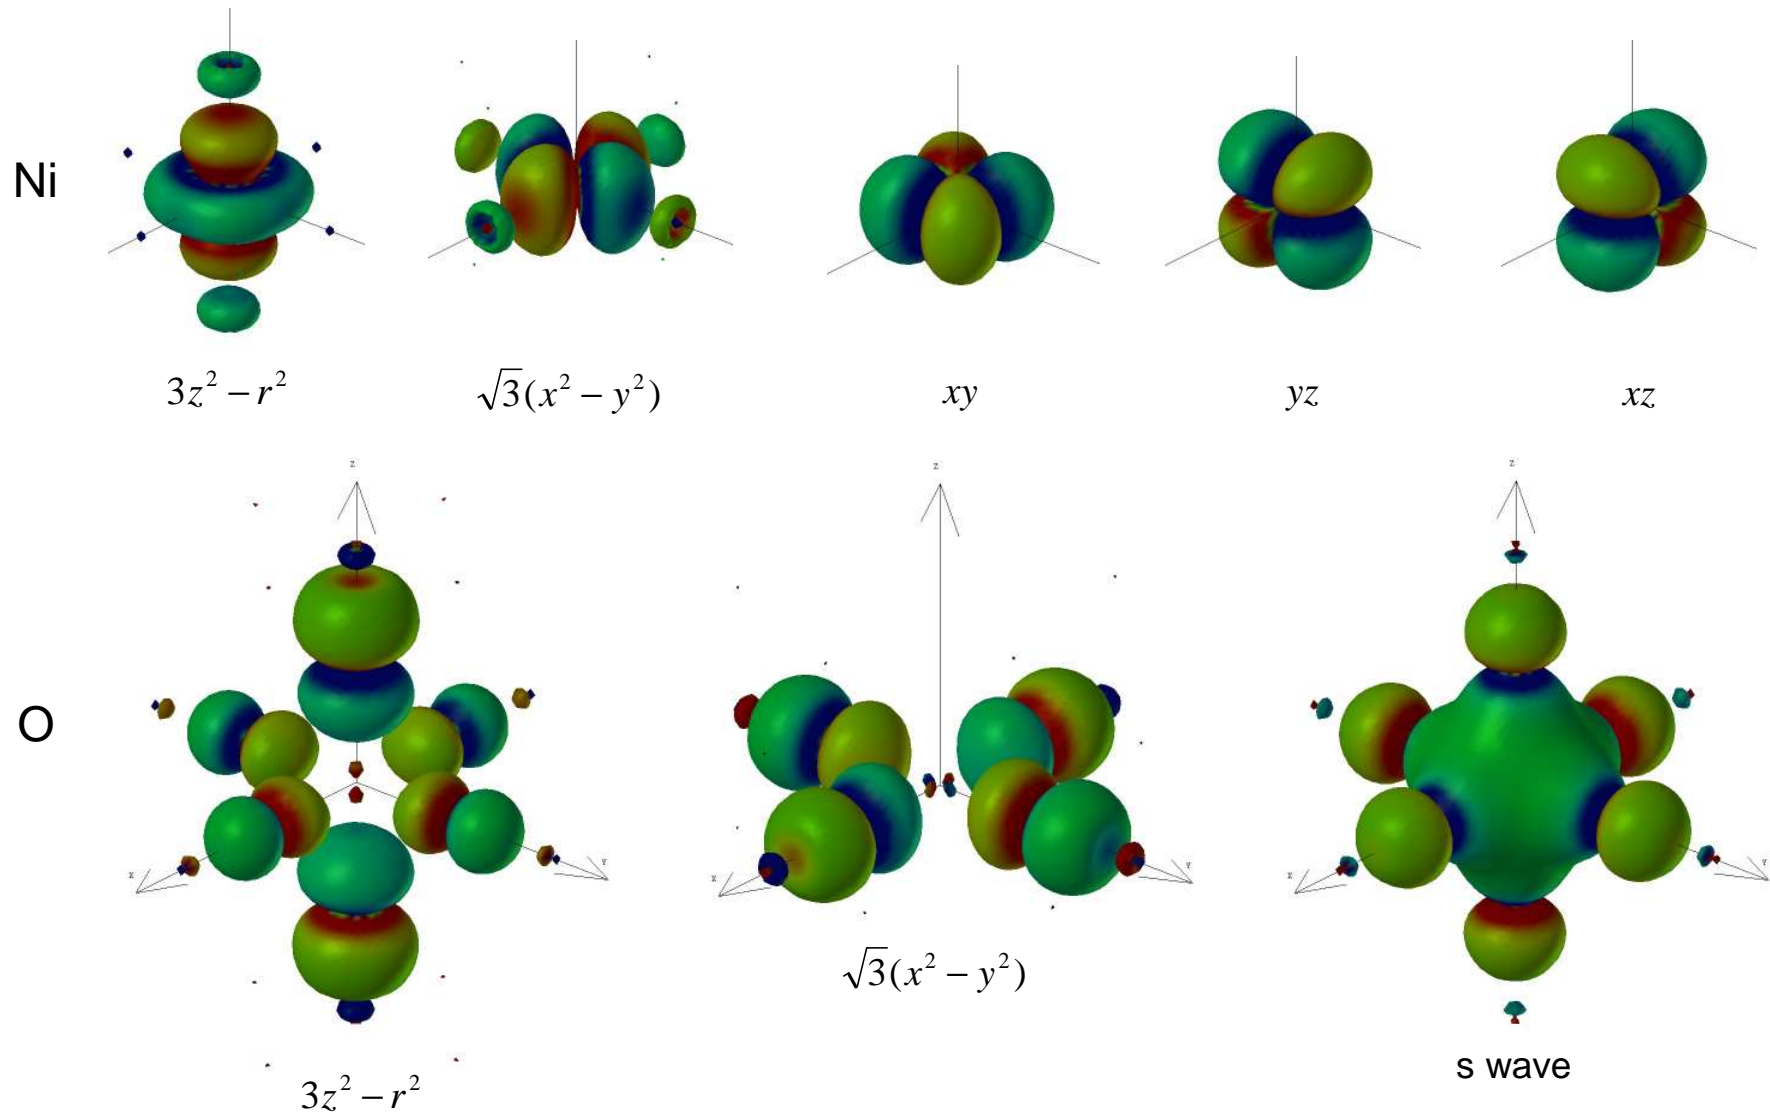 Ni
3z² − r²
√3(x² − y²)
xy
yz
xz
z
z
z
O
x
Y
x
Y
x
Y
√3(x² − y²)
s wave
3z² − r²